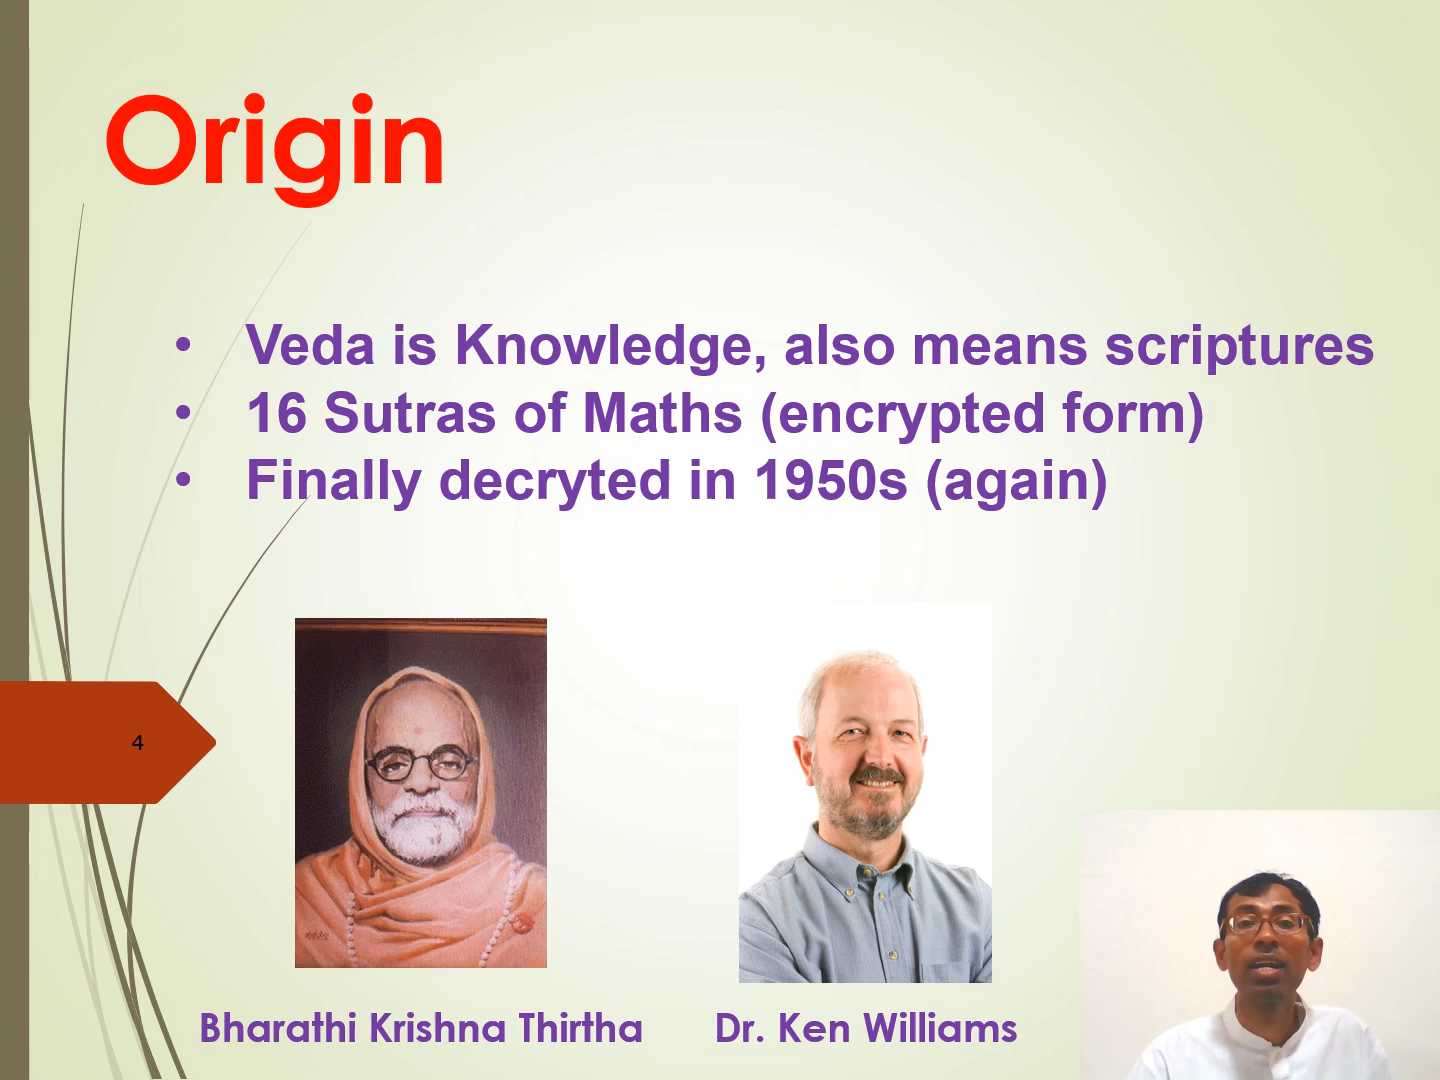 Origin
• Veda is Knowledge, also means scriptures
• 16 Sutras of Maths (encrypted form)
• Finally decryted in 1950s (again)
4
Bharathi Krishna Thirtha
Dr. Ken Williams